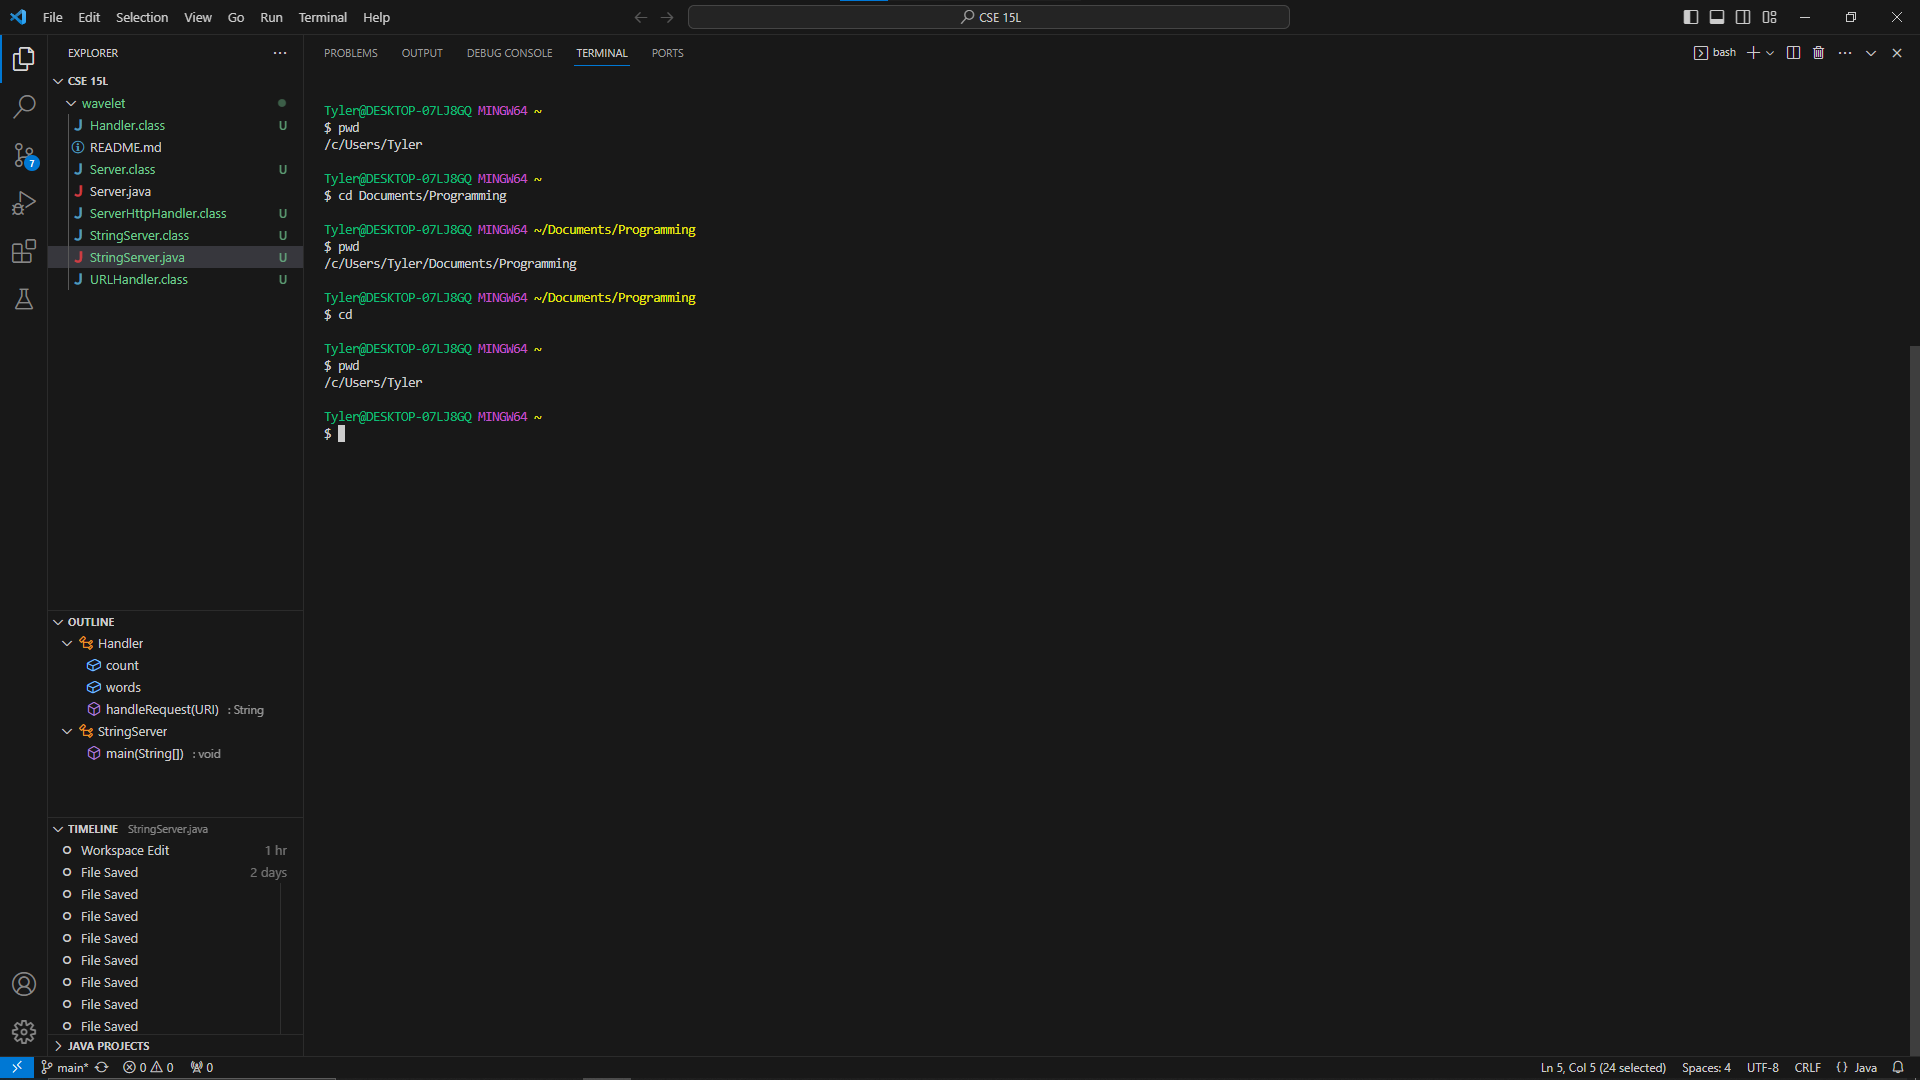 File Edit Selection View Go Run Terminal Help
CSE 15L
EXPLORER
CSE 15L
wavelet
Handler.class U
README.md
Server.class U
Server.java
ServerHttpHandler.class U
StringServer.class U
StringServer.java U
URLHandler.class U
OUTLINE
Handler
count
words
handleRequest(URI) : String
StringServer
main(String[]) : void
TIMELINE StringServer.java
Workspace Edit 1 hr
File Saved 2 days
File Saved
File Saved
File Saved
File Saved
File Saved
File Saved
File Saved
JAVA PROJECTS
7
PROBLEMS OUTPUT DEBUG CONSOLE TERMINAL PORTS
bash
Tyler@DESKTOP-07LJ8GQ MINGW64 ~
$ pwd
/c/Users/Tyler
Tyler@DESKTOP-07LJ8GQ MINGW64 ~
$ cd Documents/Programming
Tyler@DESKTOP-07LJ8GQ MINGW64 ~/Documents/Programming
$ pwd
/c/Users/Tyler/Documents/Programming
Tyler@DESKTOP-07LJ8GQ MINGW64 ~/Documents/Programming
$ cd
Tyler@DESKTOP-07LJ8GQ MINGW64 ~
$ pwd
/c/Users/Tyler
Tyler@DESKTOP-07LJ8GQ MINGW64 ~
$
main* 0 0 0
Ln 5, Col 5 (24 selected) Spaces: 4 UTF-8 CRLF {} Java